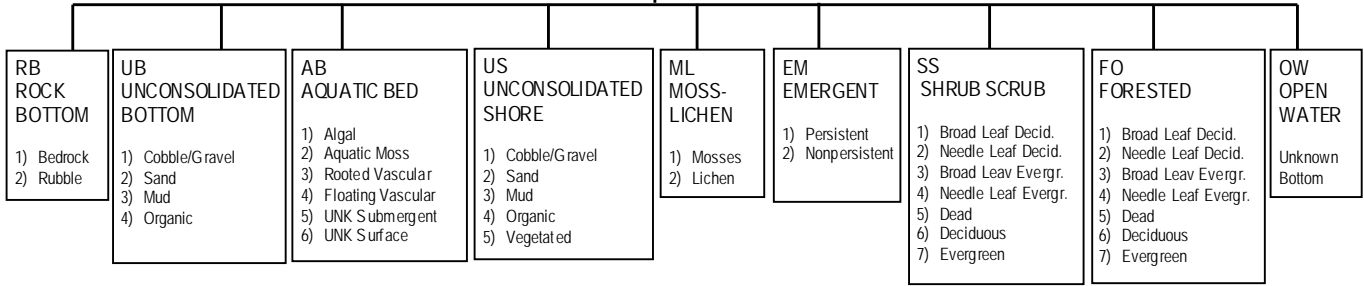 RB
ROCK
BOTTOM
1) Bedrock
2) Rubble
UB
UNCONSOLIDATED
BOTTOM
1) Cobble/Gravel
2) Sand
3) Mud
4) Organic
AB
AQUATIC BED
1) Algal
2) Aquatic Moss
3) Rooted Vascular
4) Floating Vascular
5) UNK Submergent
6) UNK Surface
US
UNCONSOLIDATED
SHORE
1) Cobble/Gravel
2) Sand
3) Mud
4) Organic
5) Vegetated
ML
MOSS-
LICHEN
1) Mosses
2) Lichen
EM
EMERGENT
1) Persistent
2) Nonpersistent
SS
SHRUB SCRUB
1) Broad Leaf Decid.
2) Needle Leaf Decid.
3) Broad Leav Evergr.
4) Needle Leaf Evergr.
5) Dead
6) Deciduous
7) Evergreen
FO
FORESTED
1) Broad Leaf Decid.
2) Needle Leaf Decid.
3) Broad Leav Evergr.
4) Needle Leaf Evergr.
5) Dead
6) Deciduous
7) Evergreen
OW
OPEN
WATER
Unknown
Bottom